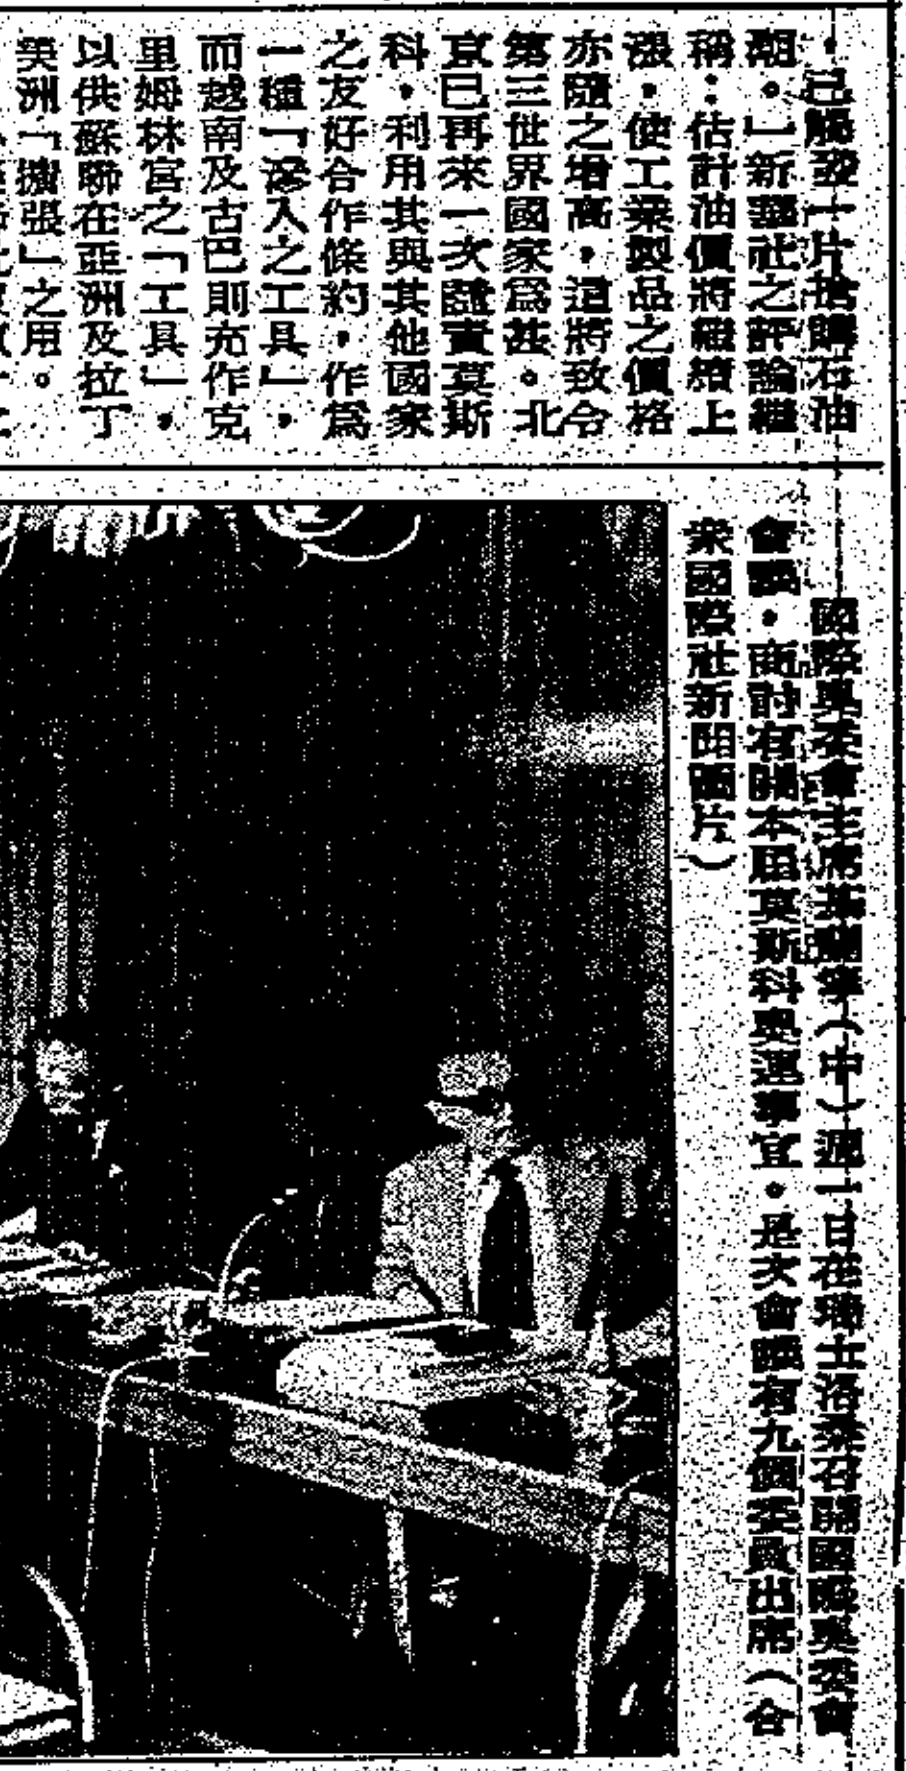 ，已觸發一片搶購石油
潮。」新華社之評論繼
稱：估計油價將繼續上
漲，使工業製品之價格
亦隨之增高，這將致令
第三世界國家為甚。北
京已再來一次譴責莫斯
科，利用其與其他國家
之友好合作條約，作為
一種「滲入之工具」，
而越南及古巴則充作克
里姆林宮之「工具」，
以供蘇聯在亞洲及拉丁
美洲「擴張」之用。
國際奧委會主席基蘭寧（中）週一日在瑞士洛桑召開國際奧委會
會議，商討有關本屆莫斯科奧運事宜。是次會議有九個委員出席（合
眾國際社新聞圖片）